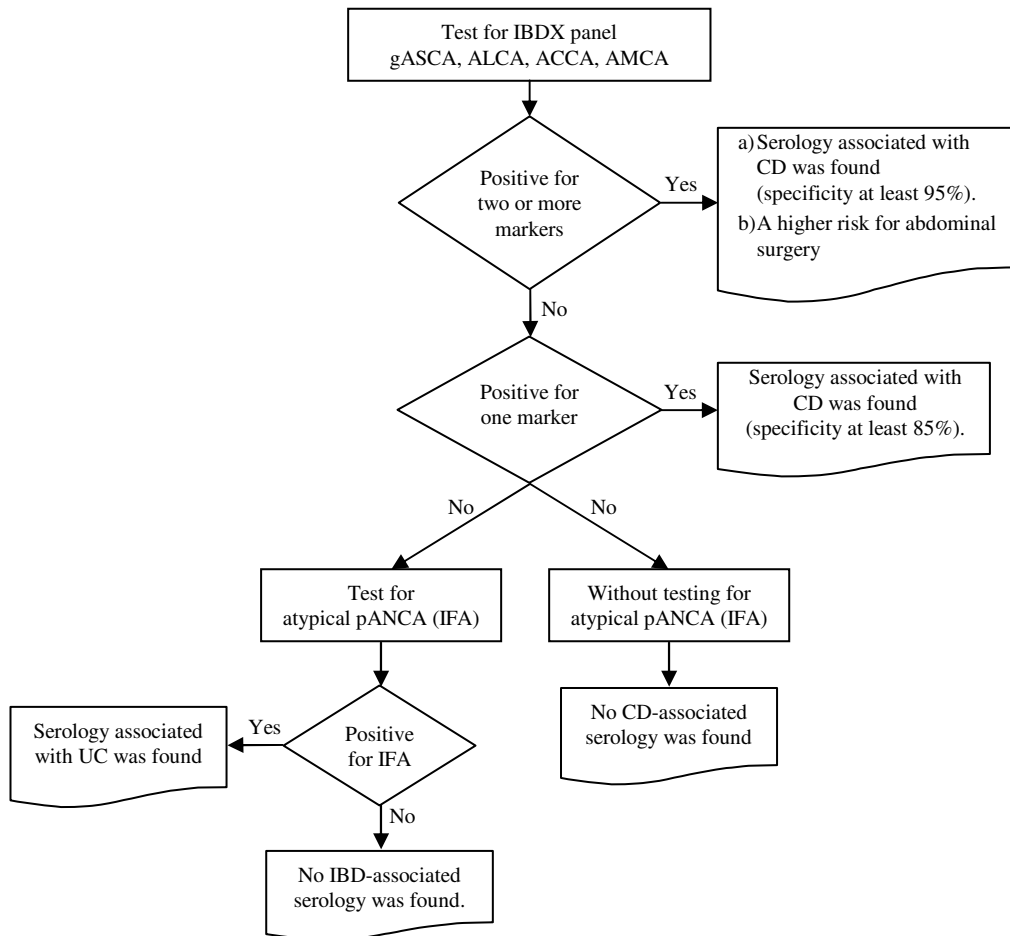 Test for IBDX panel
gASCA, ALCA, ACCA, AMCA
Positive for
two or more
markers
Yes
a) Serology associated with
CD was found
(specificity at least 95%).
b) A higher risk for abdominal
surgery
No
Positive for
one marker
Yes
Serology associated with
CD was found
(specificity at least 85%).
No
No
Test for
atypical pANCA (IFA)
Without testing for
atypical pANCA (IFA)
Positive
for IFA
Yes
Serology associated
with UC was found
No CD-associated
serology was found
No
No IBD-associated
serology was found.